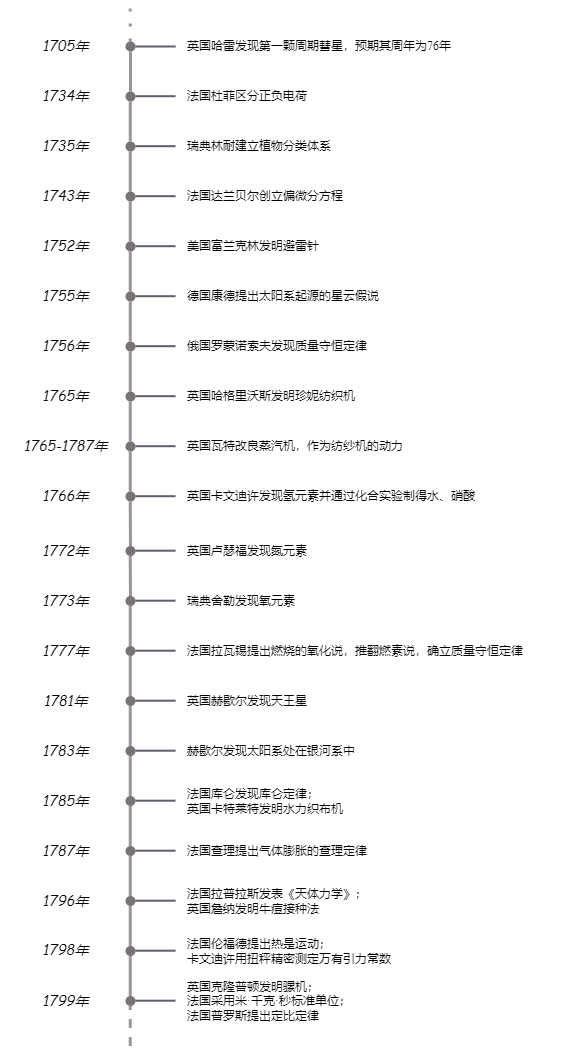 1705年 英国哈雷发现第一颗周期彗星，预期其周年为76年
1734年 法国杜菲区分正负电荷
1735年 瑞典林耐建立植物分类体系
1743年 法国达兰贝尔创立偏微分方程
1752年 美国富兰克林发明避雷针
1755年 德国康德提出太阳系起源的星云假说
1756年 俄国罗蒙诺索夫发现质量守恒定律
1765年 英国哈格里沃斯发明珍妮纺织机
1765-1787年 英国瓦特改良蒸汽机，作为纺纱机的动力
1766年 英国卡文迪许发现氢元素并通过化合实验制得水、硝酸
1772年 英国卢瑟福发现氮元素
1773年 瑞典舍勒发现氧元素
1777年 法国拉瓦锡提出燃烧的氧化说，推翻燃素说，确立质量守恒定律
1781年 英国赫歇尔发现天王星
1783年 赫歇尔发现太阳系处在银河系中
1785年 法国库仑发现库仑定律；
英国卡特莱特发明水力织布机
1787年 法国查理提出气体膨胀的查理定律
1796年 法国拉普拉斯发表《天体力学》；
英国詹纳发明牛痘接种法
1798年 法国伦福德提出热是运动；
卡文迪许用扭秤精密测定万有引力常数
1799年 英国克隆普顿发明骡机；
法国采用米·千克·秒标准单位；
法国普罗斯提出定比定律